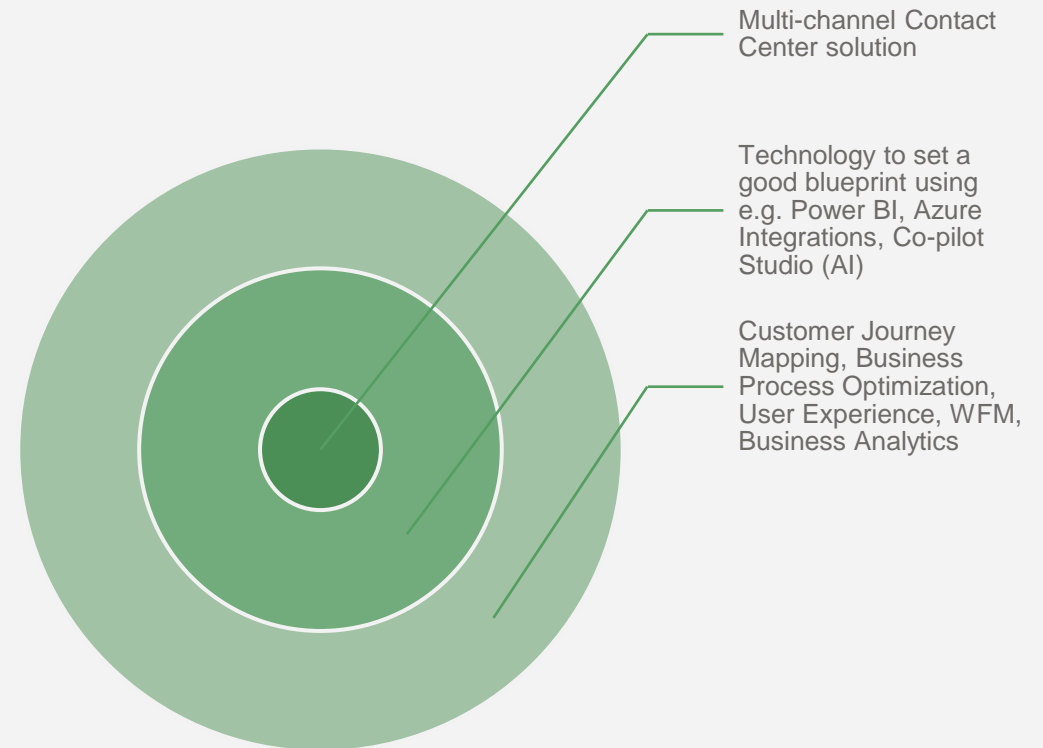 Multi-channel Contact
Center solution
Technology to set a
good blueprint using
e.g. Power BI, Azure
Integrations, Co-pilot
Studio (AI)
Customer Journey
Mapping, Business
Process Optimization,
User Experience, WFM,
Business Analytics